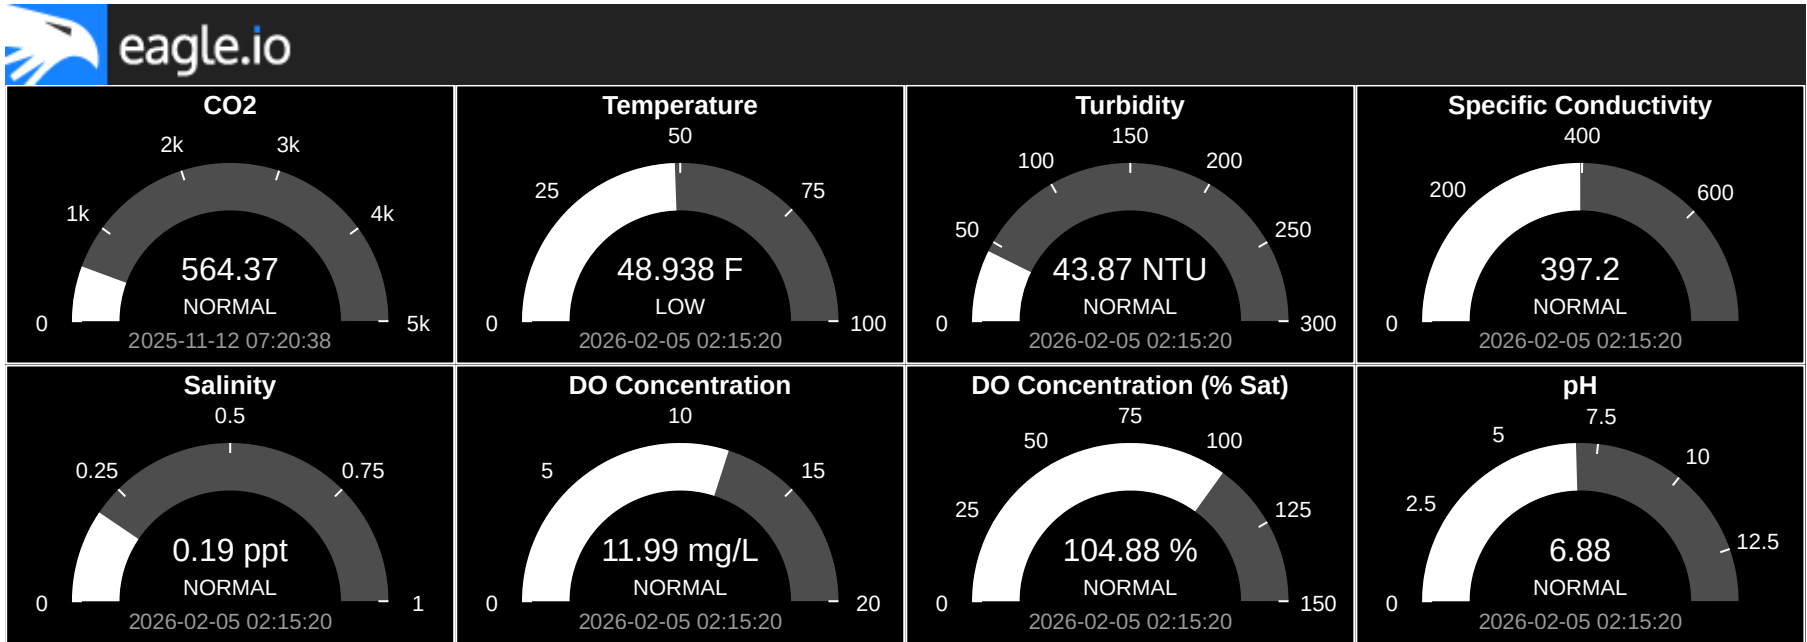 eagle.io
CO2
2k
3k
1k
4k
0
5k
564.37
NORMAL
2025-11-12 07:20:38
Temperature
50
25
75
0
100
48.938 F
LOW
2026-02-05 02:15:20
Turbidity
150
100
200
50
250
0
300
43.87 NTU
NORMAL
2026-02-05 02:15:20
Specific Conductivity
400
200
600
0
397.2
NORMAL
2026-02-05 02:15:20
Salinity
0.5
0.25
0.75
0
1
0.19 ppt
NORMAL
2026-02-05 02:15:20
DO Concentration
10
5
15
0
20
11.99 mg/L
NORMAL
2026-02-05 02:15:20
DO Concentration (% Sat)
75
50
100
25
125
0
150
104.88 %
NORMAL
2026-02-05 02:15:20
pH
7.5
5
10
2.5
12.5
0
6.88
NORMAL
2026-02-05 02:15:20